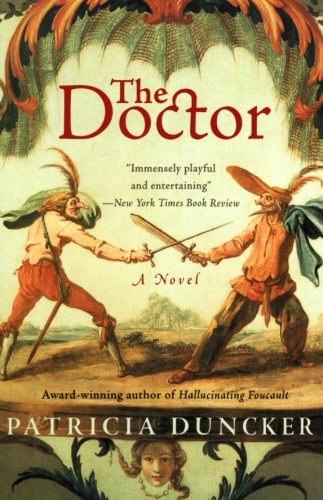 The
Doctor
"Immensely playful
and entertaining"
—New York Times Book Review
A Novel
Award-winning author of Hallucinating Foucault
PATRICIA DUNCKER